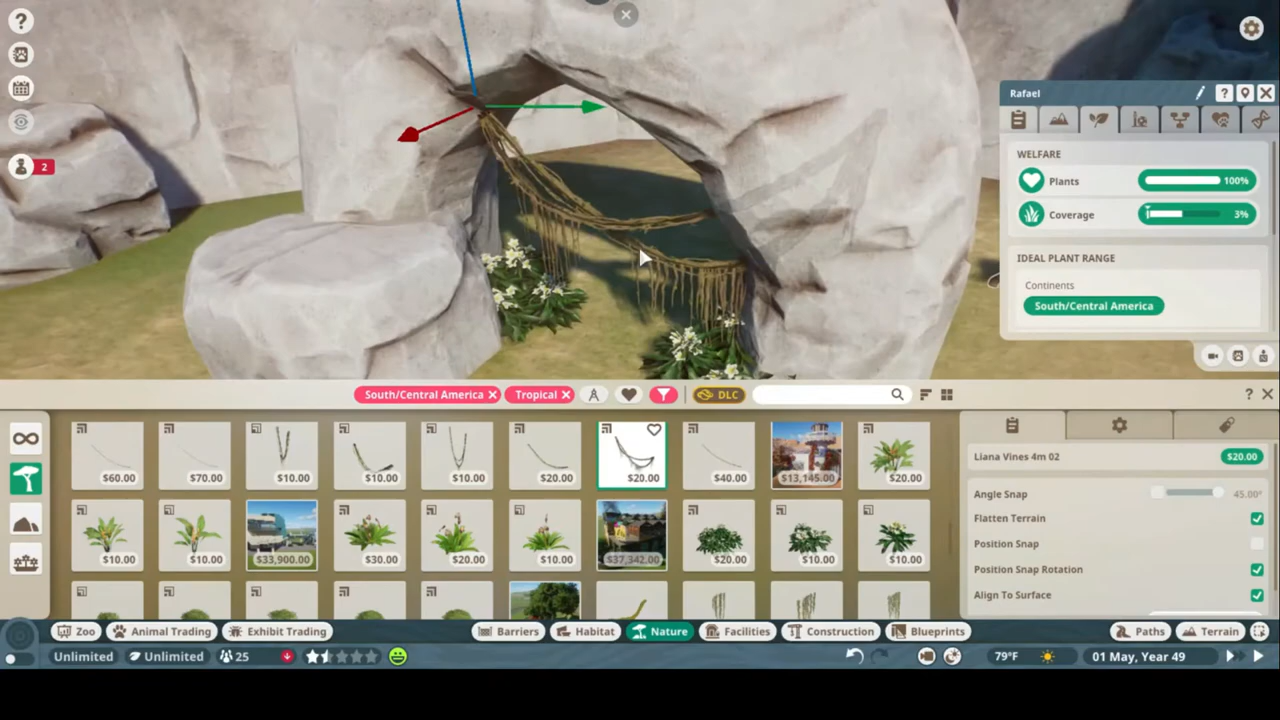 ?
2
Rafael
?
WELFARE
Plants 100%
Coverage 3%
IDEAL PLANT RANGE
Continents
South/Central America
South/Central America Tropical DLC
?
$60.00 $70.00 $10.00 $10.00 $10.00 $20.00 $20.00 $40.00 $13,145.00 $20.00
$10.00 $10.00 $33,900.00 $30.00 $20.00 $10.00 $37,342.00 $20.00 $10.00 $10.00
Liana Vines 4m 02 $20.00
Angle Snap 45.00°
Flatten Terrain
Position Snap
Position Snap Rotation
Align To Surface
Zoo Animal Trading Exhibit Trading Barriers Habitat Nature Facilities Construction Blueprints Paths Terrain
Unlimited Unlimited 25 79°F 01 May, Year 49